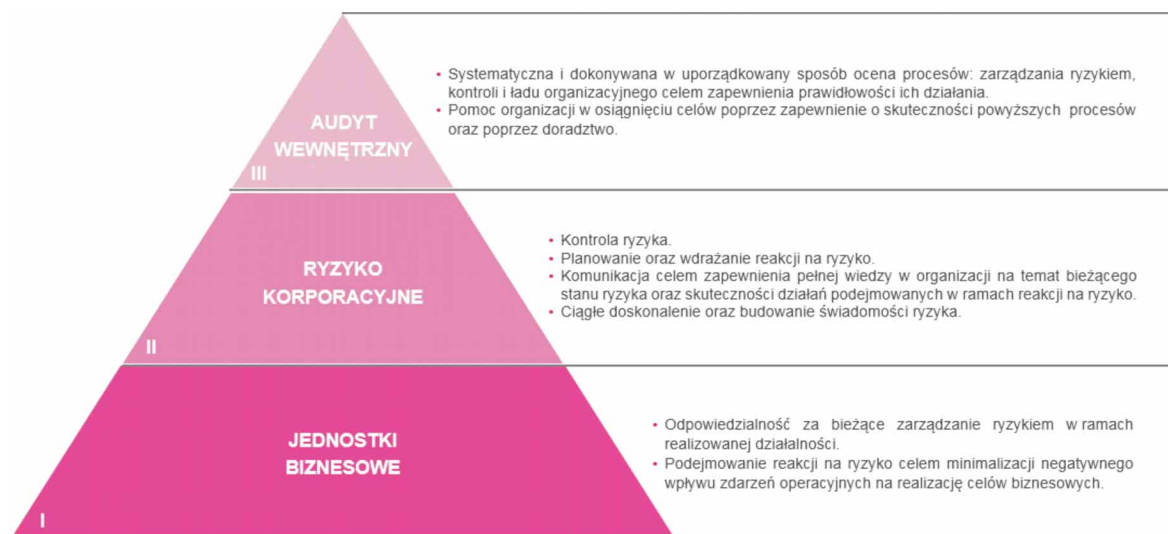 • Systematyczna i dokonywana w uporządkowany sposób ocena procesów: zarządzania ryzykiem,
kontroli i ładu organizacyjnego celem zapewnienia prawidłowości ich działania.
• Pomoc organizacji w osiągnięciu celów poprzez zapewnienie o skuteczności powyższych procesów
oraz poprzez doradztwo.
AUDYT
WEWNĘTRZNY
III
• Kontrola ryzyka.
• Planowanie oraz wdrażanie reakcji na ryzyko.
• Komunikacja celem zapewnienia pełnej wiedzy w organizacji na temat bieżącego
stanu ryzyka oraz skuteczności działań podejmowanych w ramach reakcji na ryzyko.
• Ciągłe doskonalenie oraz budowanie świadomości ryzyka.
RYZYKO
KORPORACYJNE
II
• Odpowiedzialność za bieżące zarządzanie ryzykiem w ramach
realizowanej działalności.
• Podejmowanie reakcji na ryzyko celem minimalizacji negatywnego
wpływu zdarzeń operacyjnych na realizację celów biznesowych.
JEDNOSTKI
BIZNESOWE
I